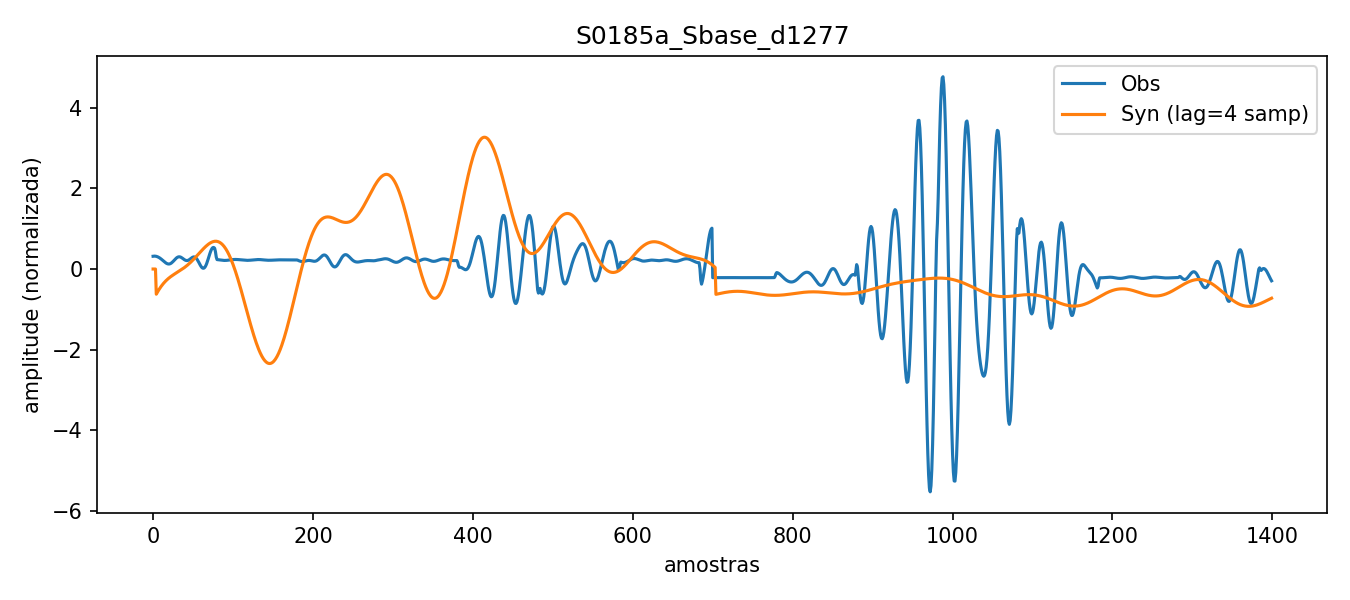 S0185a_Sbase_d1277
Obs
Syn (lag=4 samp)
amplitude (normalizada)
4
2
0
−2
−4
−6
0 200 400 600 800 1000 1200 1400
amostras